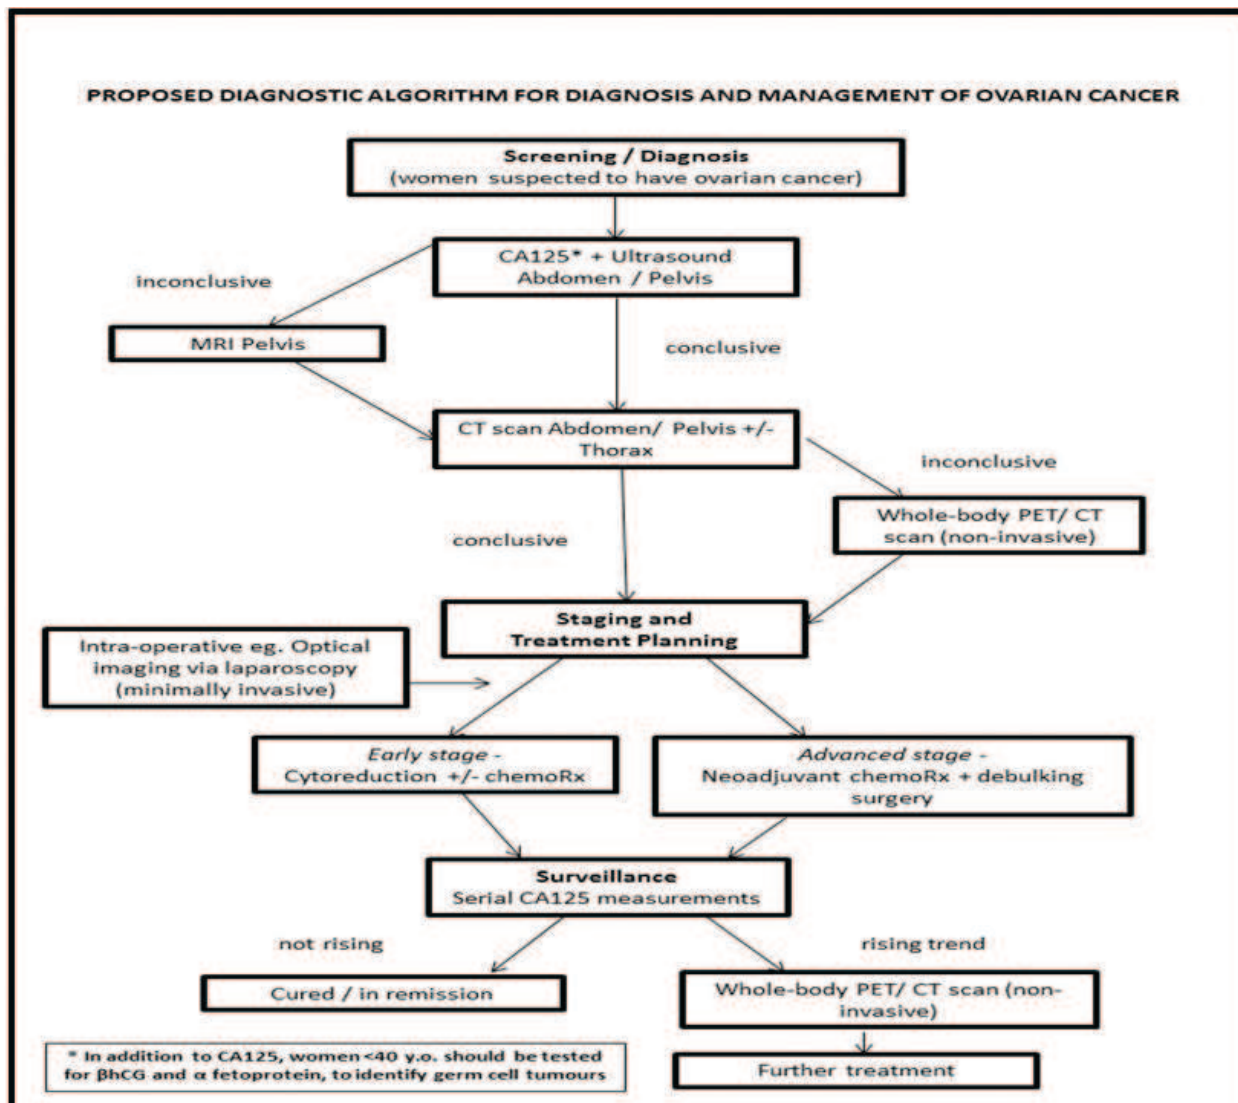 PROPOSED DIAGNOSTIC ALGORITHM FOR DIAGNOSIS AND MANAGEMENT OF OVARIAN CANCER
Screening / Diagnosis
(women suspected to have ovarian cancer)
CA125* + Ultrasound
Abdomen / Pelvis
inconclusive
MRI Pelvis
conclusive
CT scan Abdomen/ Pelvis +/-
Thorax
inconclusive
Whole-body PET/ CT
scan (non-invasive)
conclusive
Staging and
Treatment Planning
Intra-operative eg. Optical
imaging via laparoscopy
(minimally invasive)
Early stage -
Cytoreduction +/- chemoRx
Advanced stage -
Neoadjuvant chemoRx + debulking
surgery
Surveillance
Serial CA125 measurements
not rising
rising trend
Cured / in remission
Whole-body PET/ CT scan (non-
invasive)
Further treatment
* In addition to CA125, women <40 y.o. should be tested
for βhCG and α fetoprotein, to identify germ cell tumours